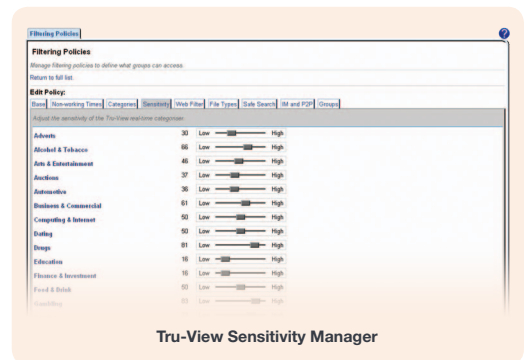 Filtering Policies
?
Filtering Policies
Manage filtering policies to define what groups can access.
Return to full list.
Edit Policy:
Base Non-working Times Categories Sensitivity Web Filter File Types Safe Search IM and P2P Groups
Adjust the sensitivity of the Tru-View real-time categoriser.
Adverts 30 Low High
Alcohol & Tobacco 66 Low High
Arts & Entertainment 46 Low High
Auctions 37 Low High
Automotive 36 Low High
Business & Commercial 61 Low High
Computing & Internet 50 Low High
Dating 50 Low High
Drugs 81 Low High
Education 16 Low High
Finance & Investment 16 Low High
Food & Drink 50 Low High
Gambling Low High
Tru-View Sensitivity Manager